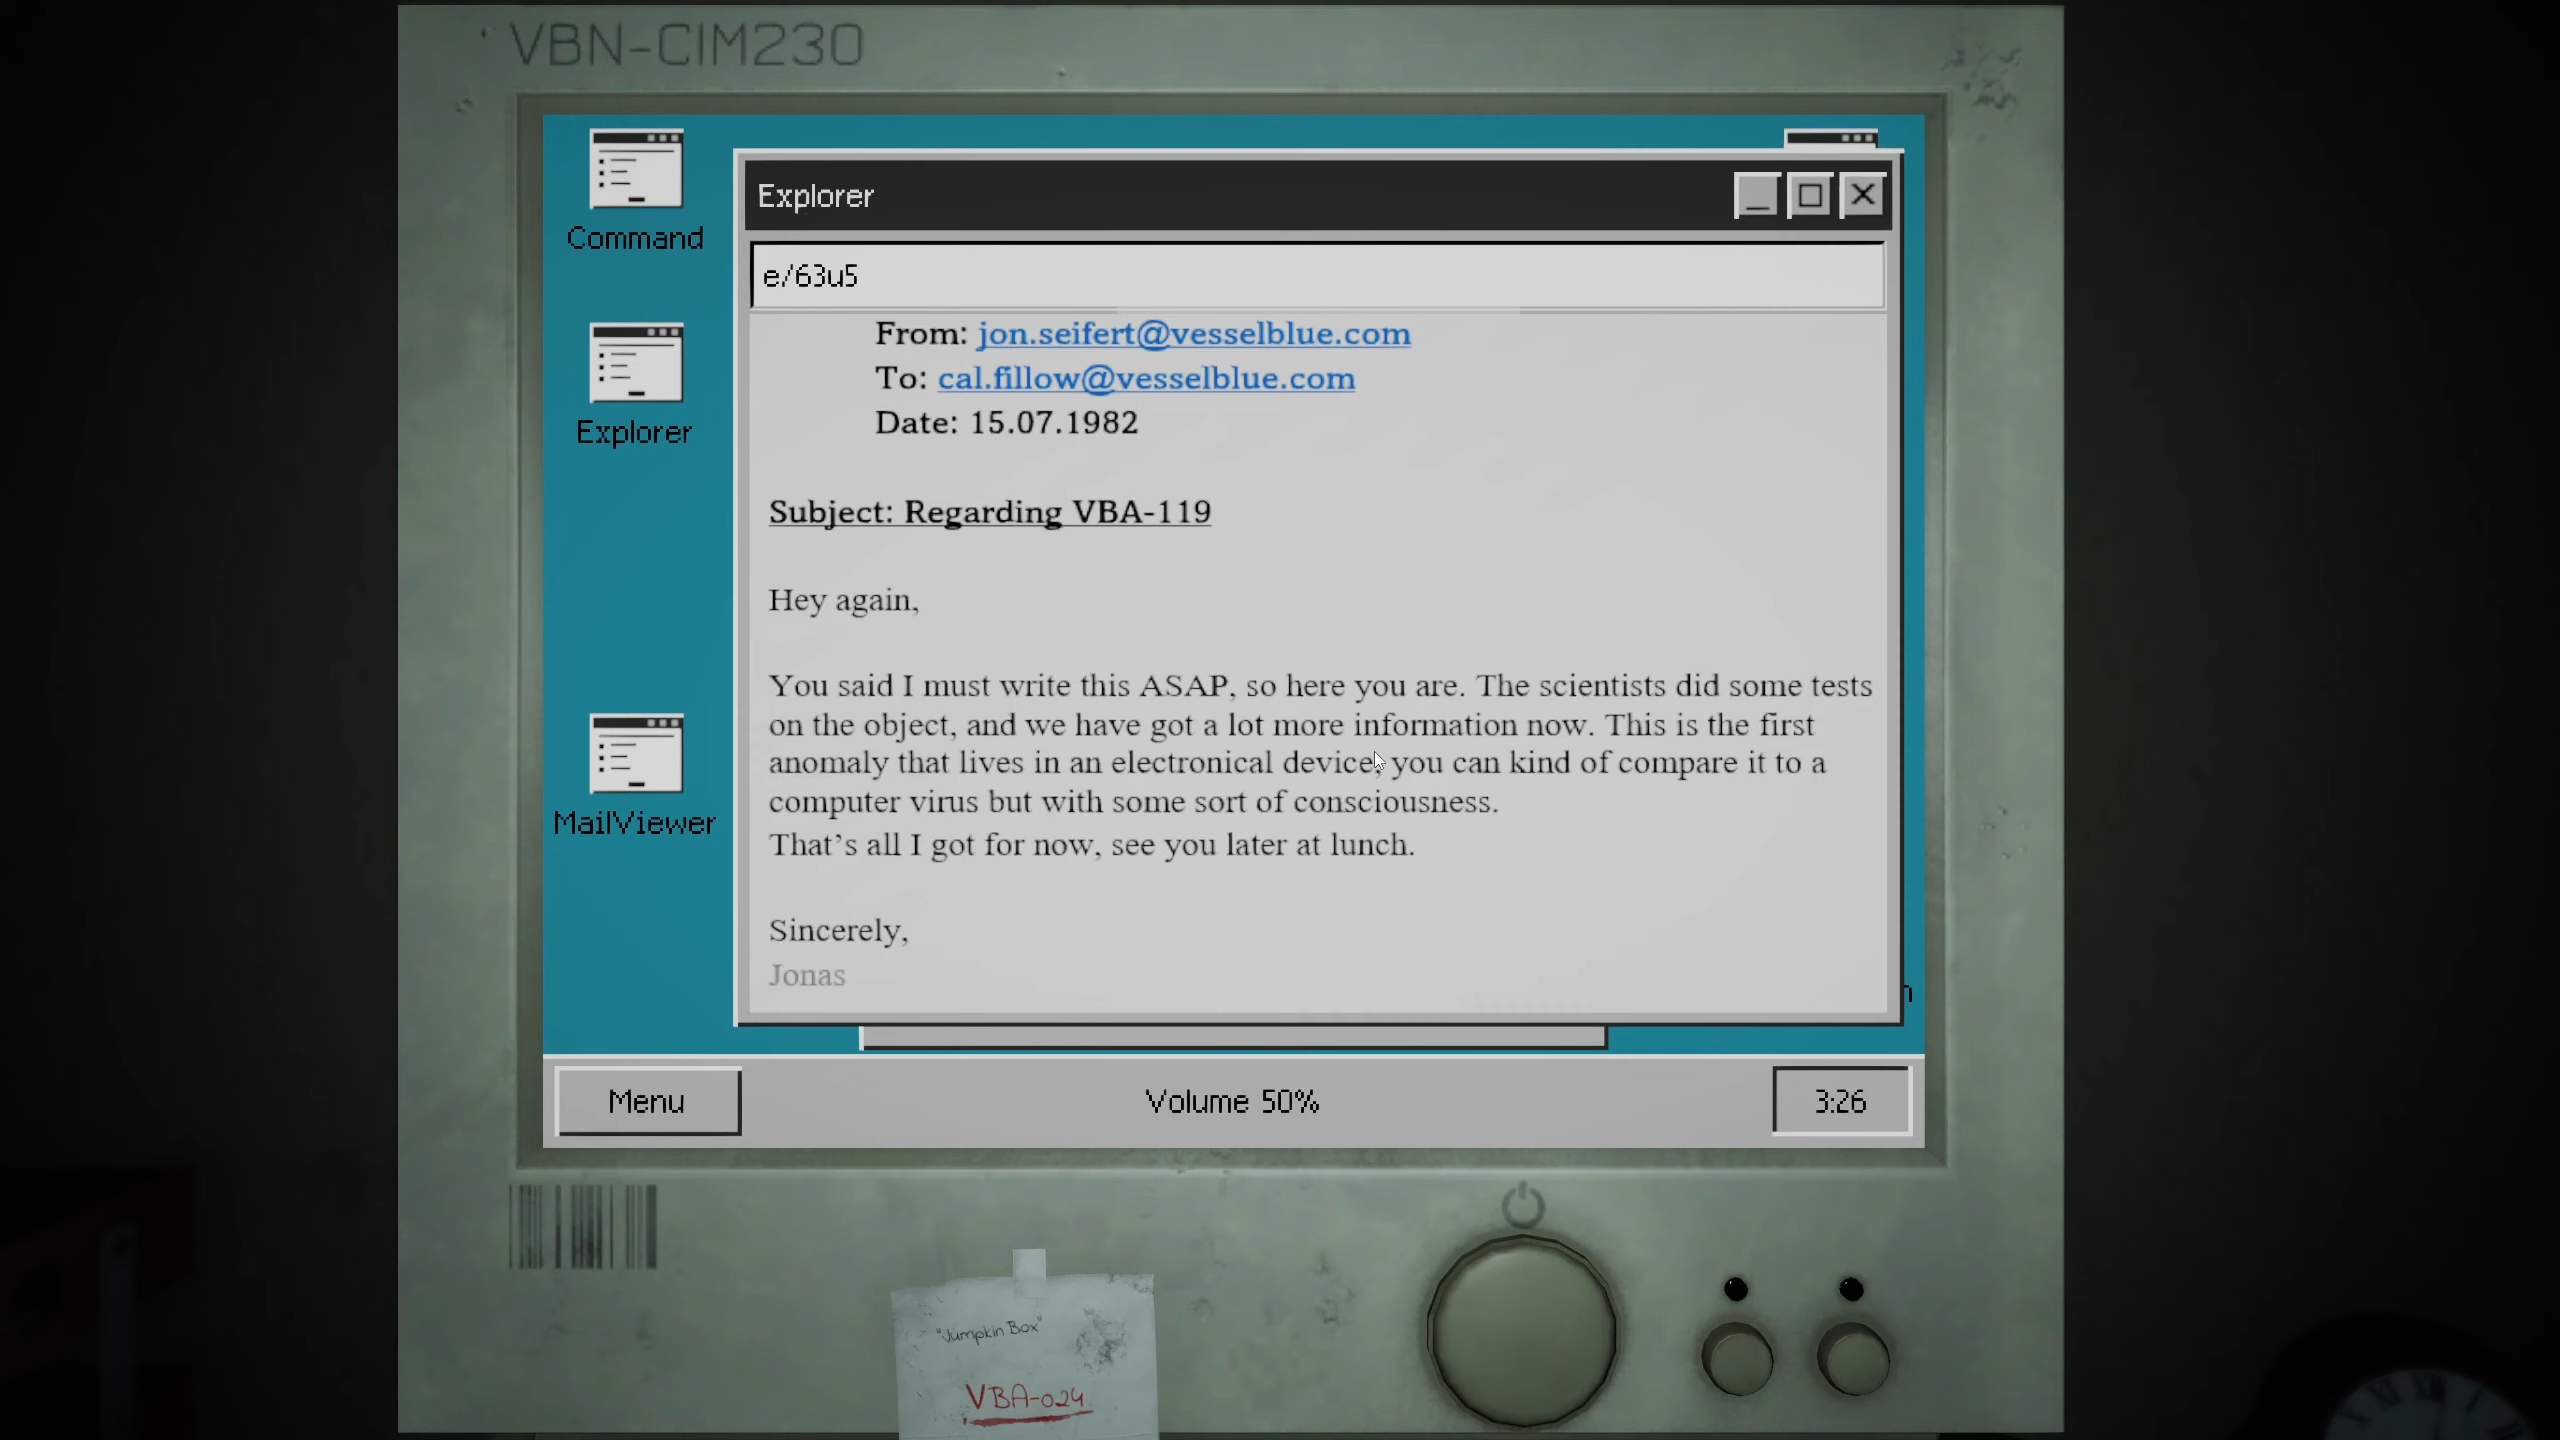 VBN-CIM230
Command
Explorer
MailViewer
Explorer
e/63u5
From: jon.seifert@vesselblue.com
To: cal.fillow@vesselblue.com
Date: 15.07.1982
Subject: Regarding VBA-119
Hey again,
You said I must write this ASAP, so here you are. The scientists did some tests
on the object, and we have got a lot more information now. This is the first
anomaly that lives in an electronical device, you can kind of compare it to a
computer virus but with some sort of consciousness.
That’s all I got for now, see you later at lunch.
Sincerely,
Jonas
Menu
Volume 50%
3:26
"Jumpkin Box"
VBA-024